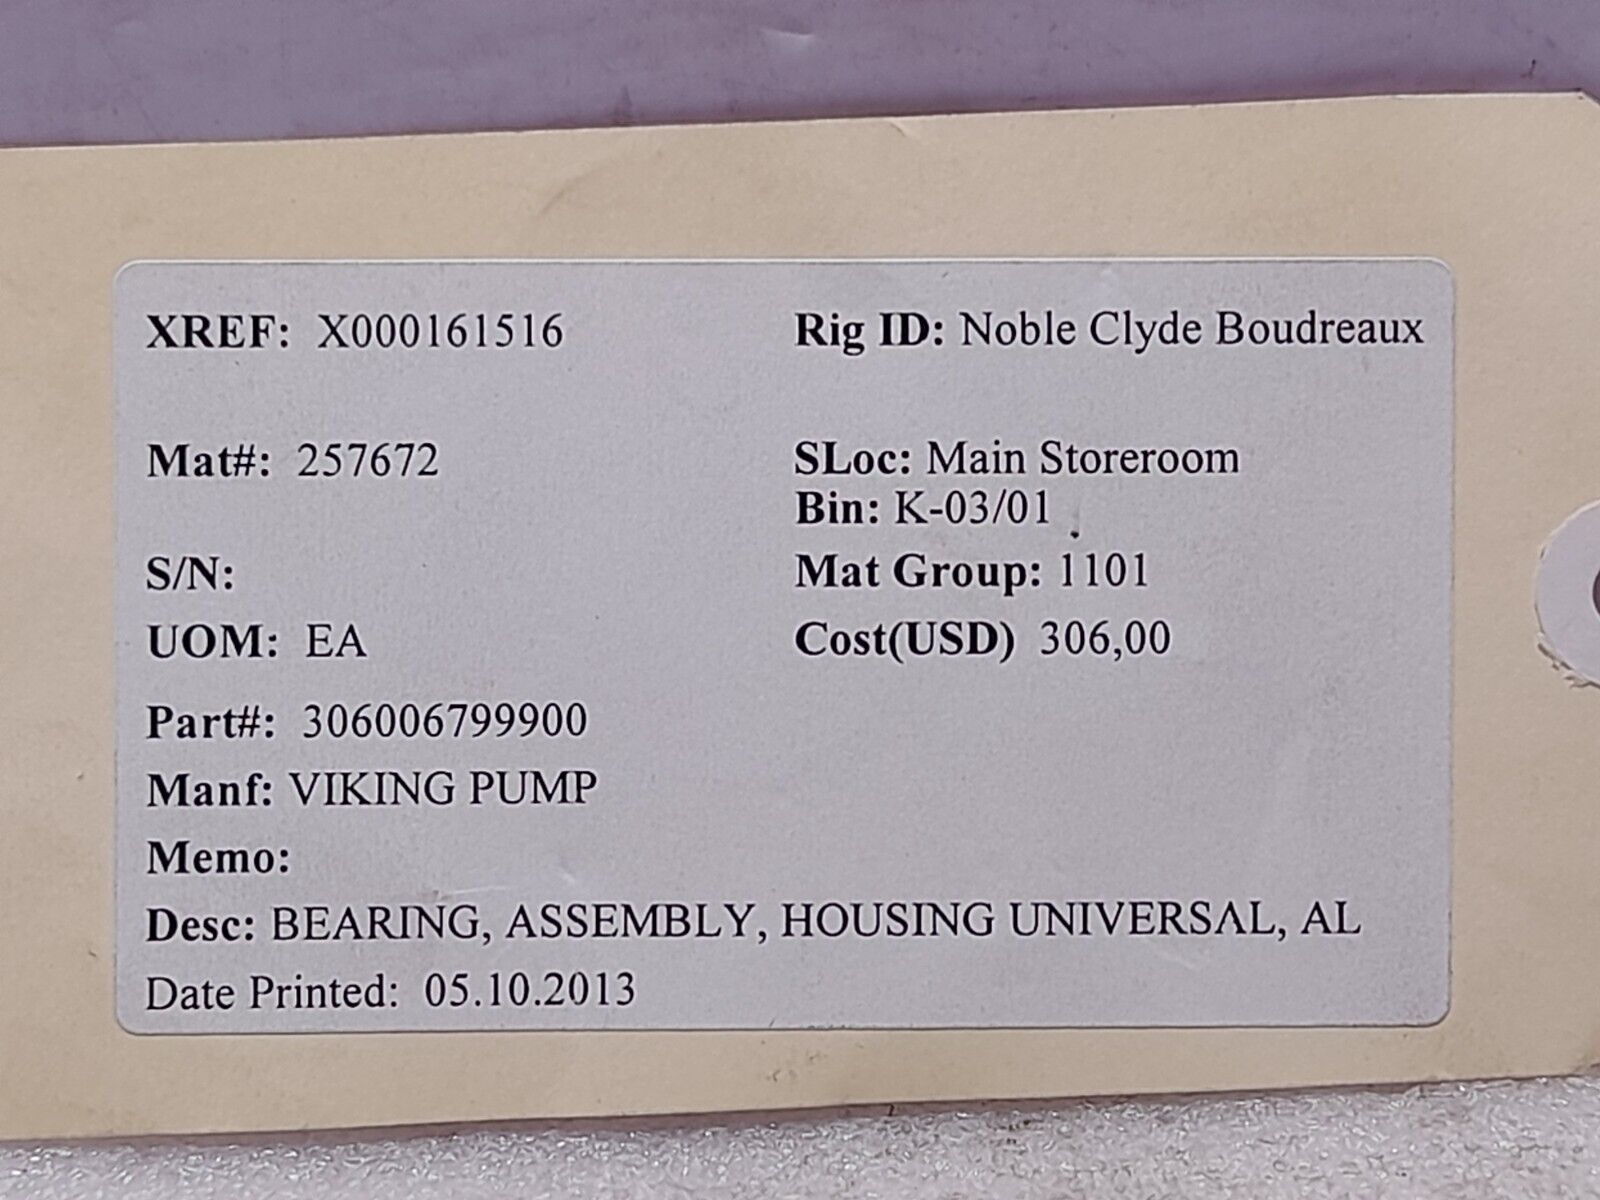 XREF: X000161516 Rig ID: Noble Clyde Boudreaux
Mat#: 257672 SLoc: Main Storeroom
Bin: K-03/01
S/N: Mat Group: 1101
UOM: EA Cost(USD) 306,00
Part#: 306006799900
Manf: VIKING PUMP
Memo:
Desc: BEARING, ASSEMBLY, HOUSING UNIVERSAL, AL
Date Printed: 05.10.2013